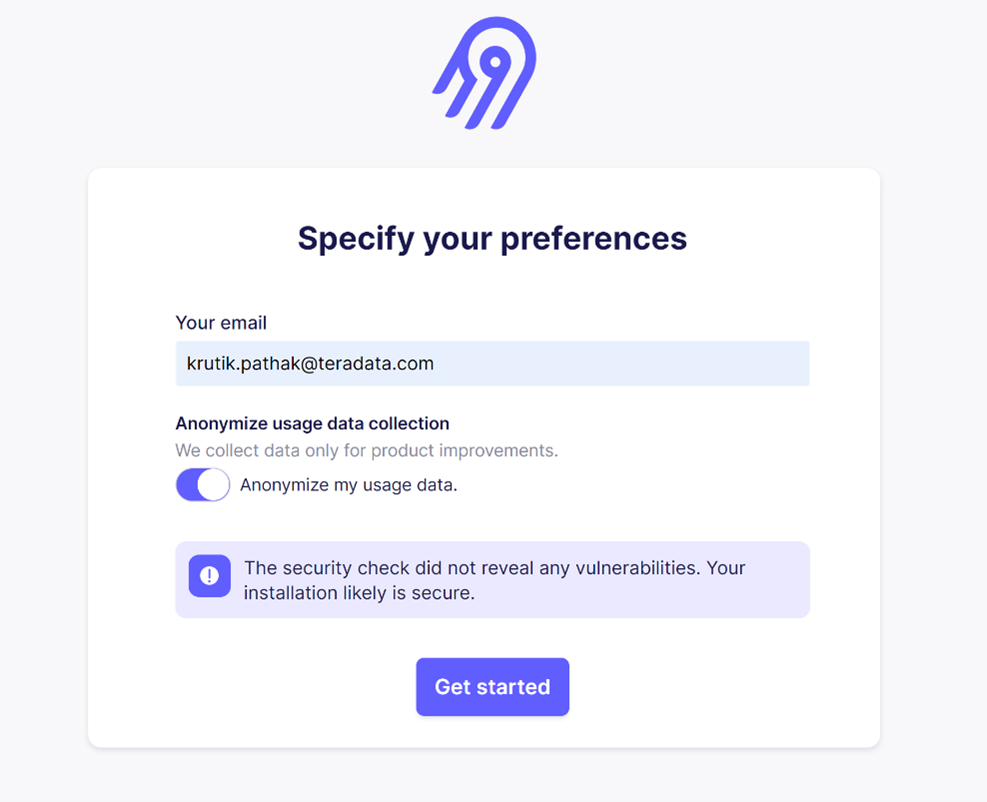 Specify your preferences
Your email
krutik.pathak@teradata.com
Anonymize usage data collection
We collect data only for product improvements.
Anonymize my usage data.
The security check did not reveal any vulnerabilities. Your
installation likely is secure.
Get started